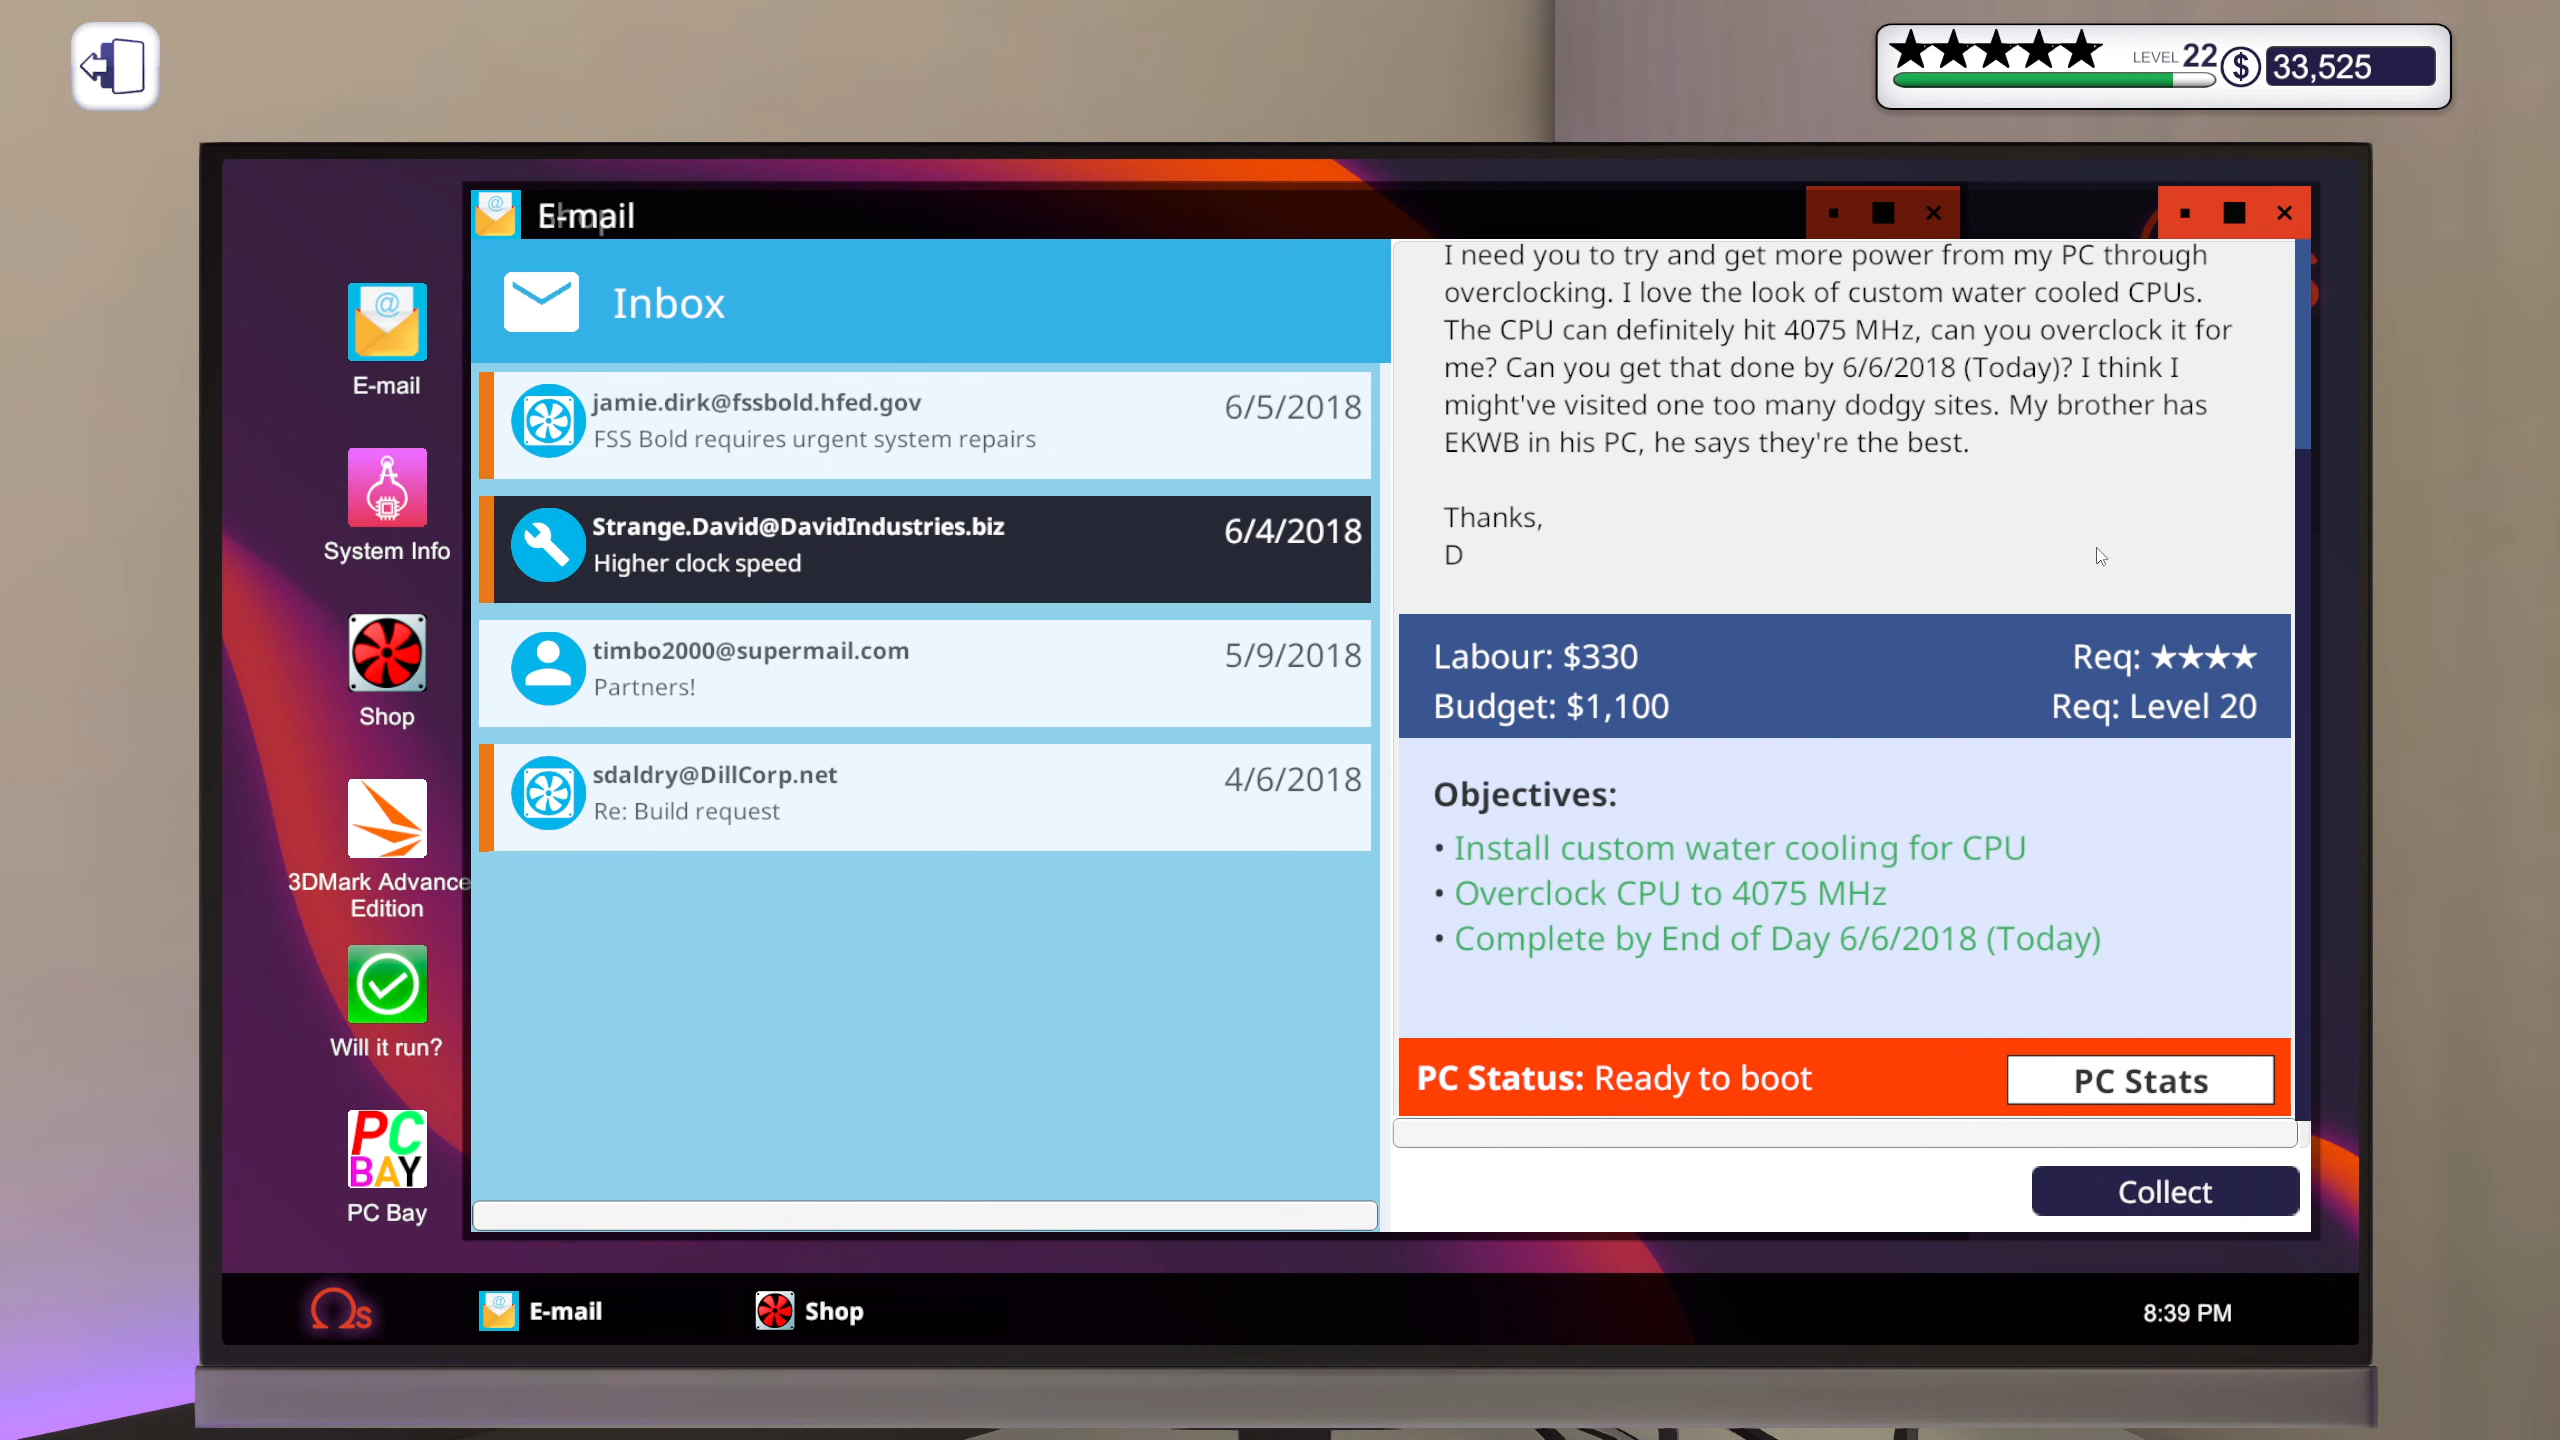 LEVEL 22 $ 33,525
E-mail
Inbox
jamie.dirk@fssbold.hfed.gov 6/5/2018
FSS Bold requires urgent system repairs
Strange.David@DavidIndustries.biz 6/4/2018
Higher clock speed
timbo2000@supermail.com 5/9/2018
Partners!
sdaldry@DillCorp.net 4/6/2018
Re: Build request
I need you to try and get more power from my PC through
overclocking. I love the look of custom water cooled CPUs.
The CPU can definitely hit 4075 MHz, can you overclock it for
me? Can you get that done by 6/6/2018 (Today)? I think I
might've visited one too many dodgy sites. My brother has
EKWB in his PC, he says they're the best.
Thanks,
D
Labour: $330 Req: ★★★★
Budget: $1,100 Req: Level 20
Objectives:
• Install custom water cooling for CPU
• Overclock CPU to 4075 MHz
• Complete by End of Day 6/6/2018 (Today)
PC Status: Ready to boot PC Stats
Collect
E-mail
System Info
Shop
3DMark Advance
Edition
Will it run?
PC
BAY
PC Bay
Ωs E-mail Shop 8:39 PM